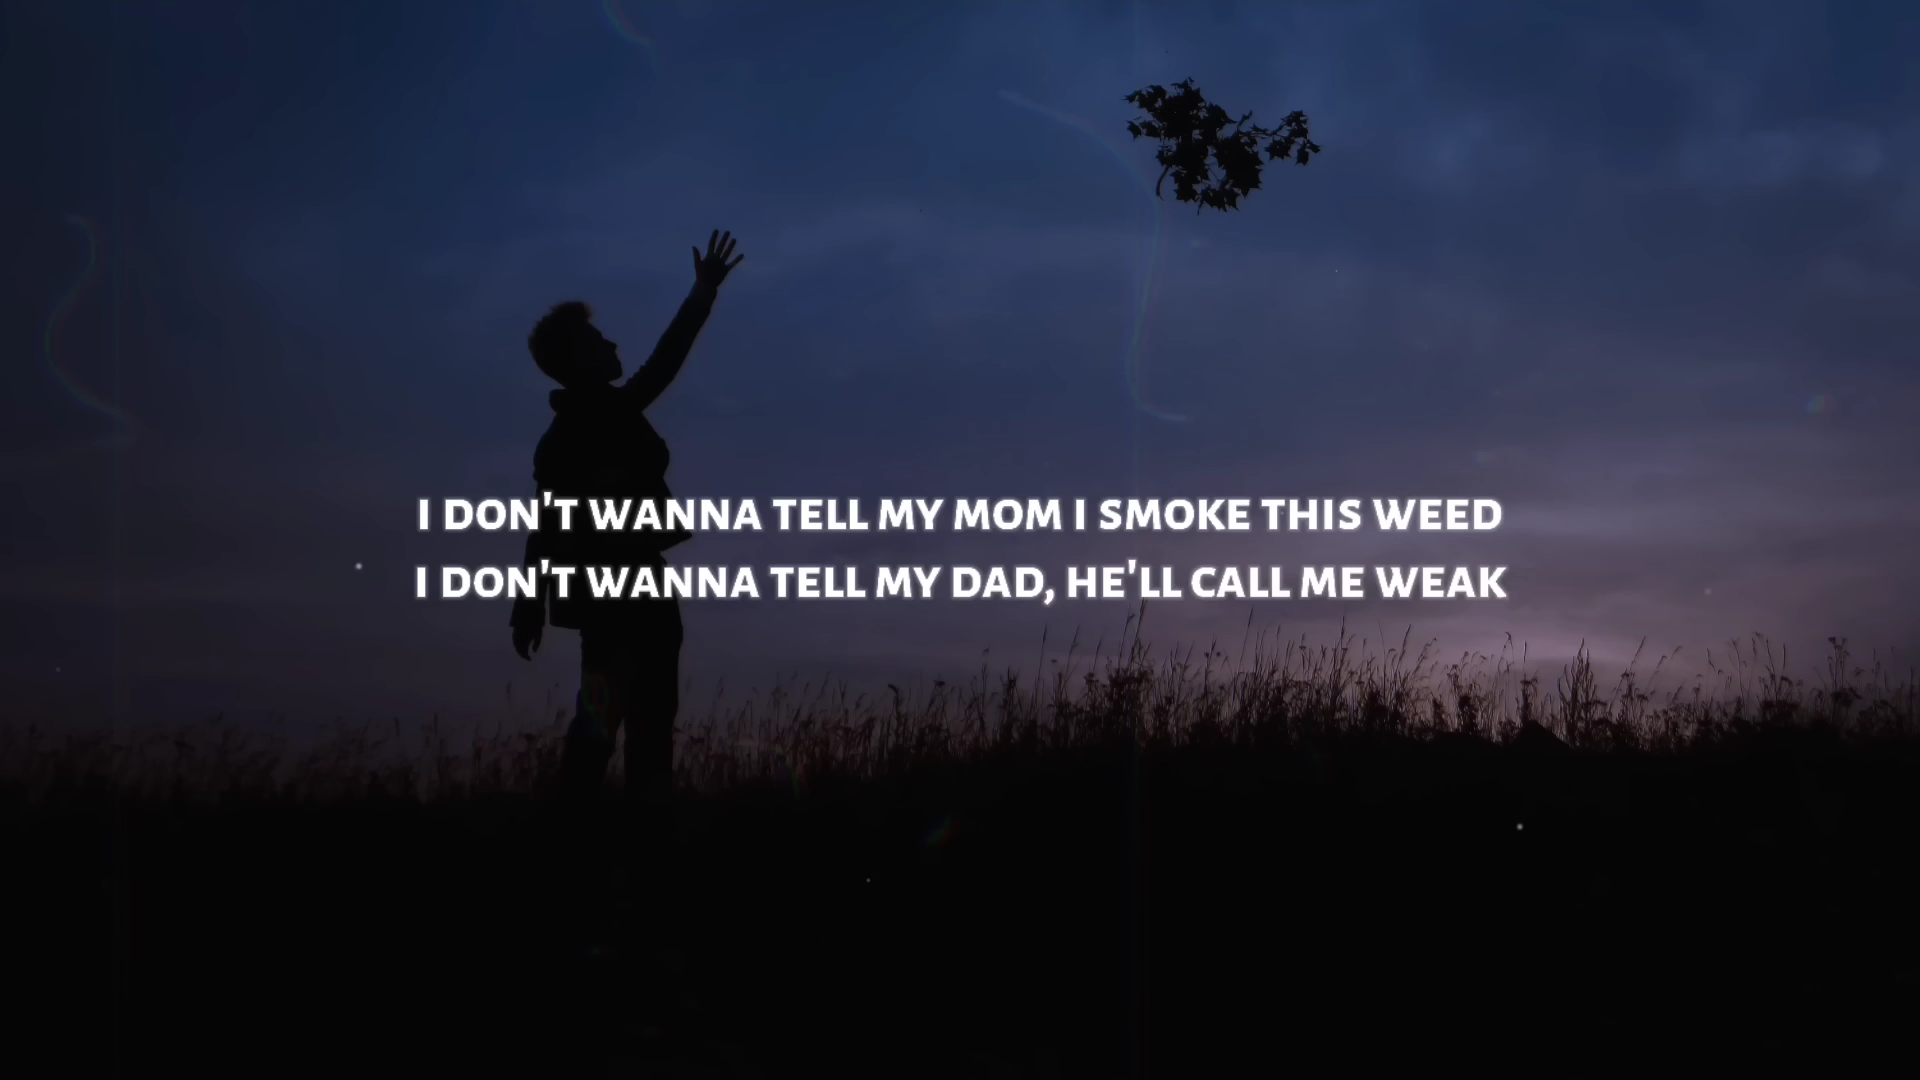 I DON'T WANNA TELL MY MOM I SMOKE THIS WEED
I DON'T WANNA TELL MY DAD, HE'LL CALL ME WEAK